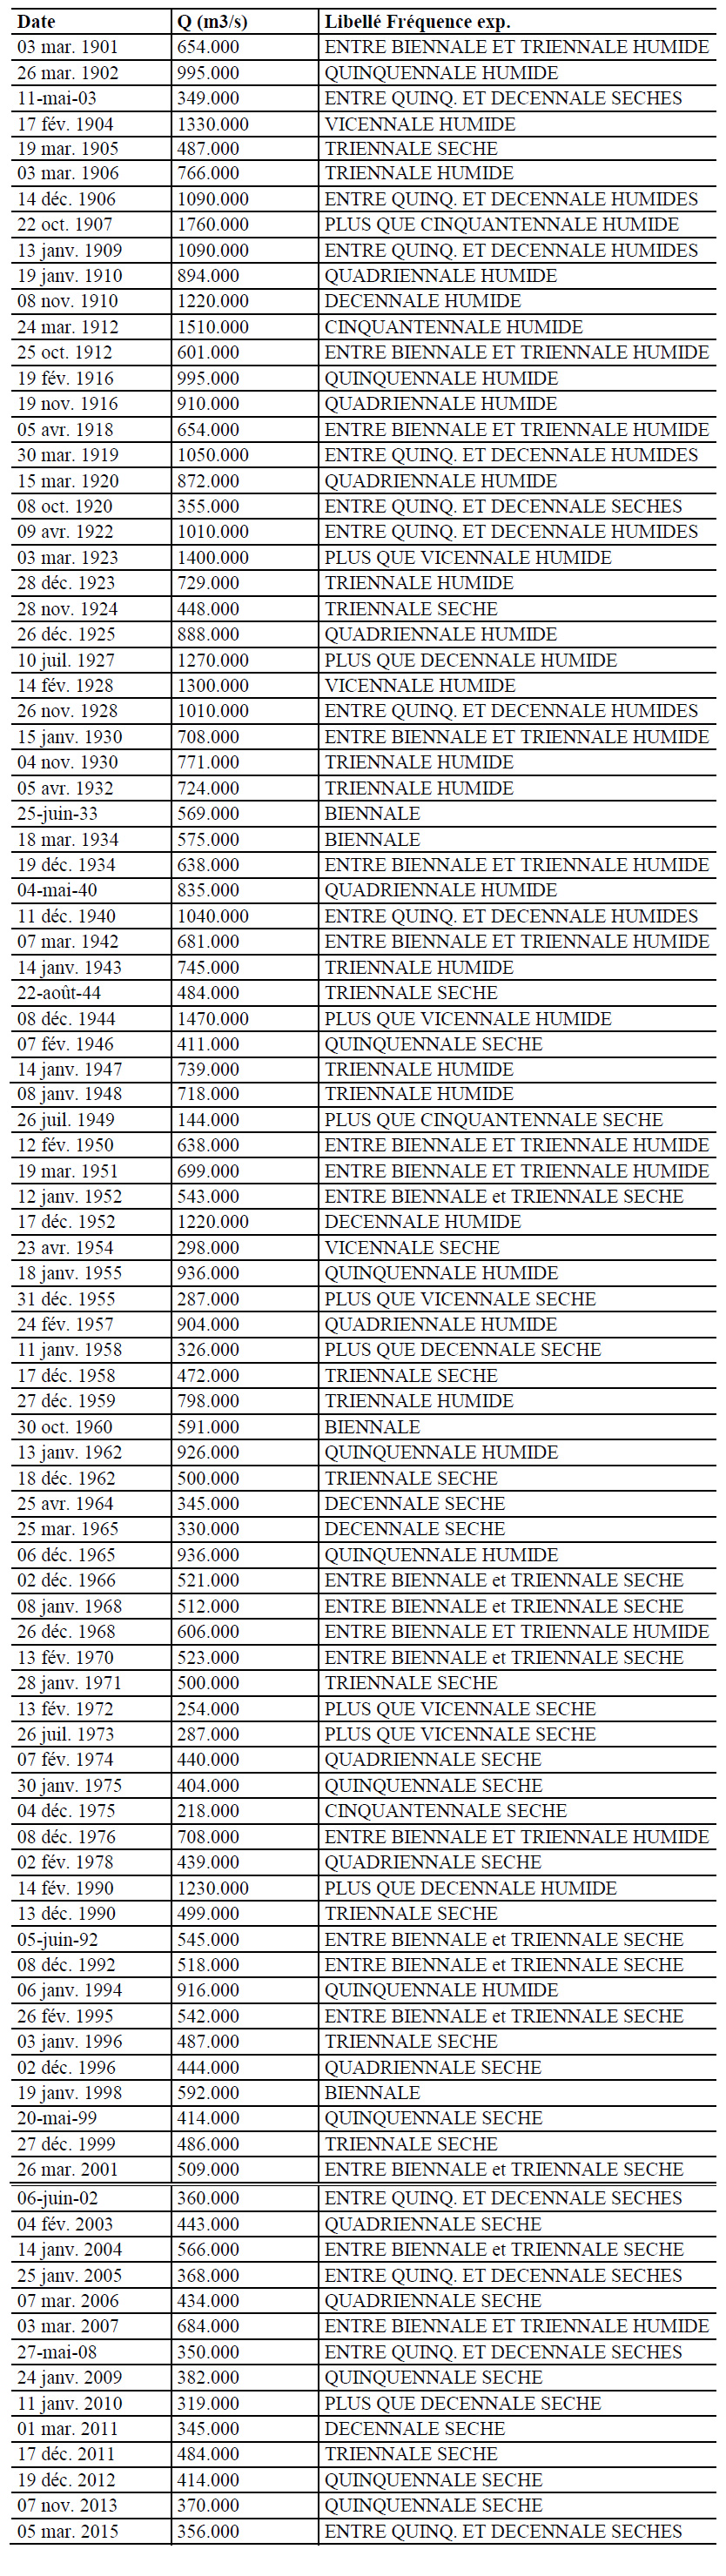 Date Q (m3/s) Libellé Fréquence exp.
03 mar. 1901 654.000 ENTRE BIENNALE ET TRIENNALE HUMIDE
26 mar. 1902 995.000 QUINQUENNALE HUMIDE
11-mai-03 349.000 ENTRE QUINQ. ET DECENNALE SECHES
17 fév. 1904 1330.000 VICENNALE HUMIDE
19 mar. 1905 487.000 TRIENNALE SECHE
03 mar. 1906 766.000 TRIENNALE HUMIDE
14 déc. 1906 1090.000 ENTRE QUINQ. ET DECENNALE HUMIDES
22 oct. 1907 1760.000 PLUS QUE CINQUANTENNALE HUMIDE
13 janv. 1909 1090.000 ENTRE QUINQ. ET DECENNALE HUMIDES
19 janv. 1910 894.000 QUADRIENNALE HUMIDE
08 nov. 1910 1220.000 DECENNALE HUMIDE
24 mar. 1912 1510.000 CINQUANTENNALE HUMIDE
25 oct. 1912 601.000 ENTRE BIENNALE ET TRIENNALE HUMIDE
19 fév. 1916 995.000 QUINQUENNALE HUMIDE
19 nov. 1916 910.000 QUADRIENNALE HUMIDE
05 avr. 1918 654.000 ENTRE BIENNALE ET TRIENNALE HUMIDE
30 mar. 1919 1050.000 ENTRE QUINQ. ET DECENNALE HUMIDES
15 mar. 1920 872.000 QUADRIENNALE HUMIDE
08 oct. 1920 355.000 ENTRE QUINQ. ET DECENNALE SECHES
09 avr. 1922 1010.000 ENTRE QUINQ. ET DECENNALE HUMIDES
03 mar. 1923 1400.000 PLUS QUE VICENNALE HUMIDE
28 déc. 1923 729.000 TRIENNALE HUMIDE
28 nov. 1924 448.000 TRIENNALE SECHE
26 déc. 1925 888.000 QUADRIENNALE HUMIDE
10 juil. 1927 1270.000 PLUS QUE DECENNALE HUMIDE
14 fév. 1928 1300.000 VICENNALE HUMIDE
26 nov. 1928 1010.000 ENTRE QUINQ. ET DECENNALE HUMIDES
15 janv. 1930 708.000 ENTRE BIENNALE ET TRIENNALE HUMIDE
04 nov. 1930 771.000 TRIENNALE HUMIDE
05 avr. 1932 724.000 TRIENNALE HUMIDE
25-juin-33 569.000 BIENNALE
18 mar. 1934 575.000 BIENNALE
19 déc. 1934 638.000 ENTRE BIENNALE ET TRIENNALE HUMIDE
04-mai-40 835.000 QUADRIENNALE HUMIDE
11 déc. 1940 1040.000 ENTRE QUINQ. ET DECENNALE HUMIDES
07 mar. 1942 681.000 ENTRE BIENNALE ET TRIENNALE HUMIDE
14 janv. 1943 745.000 TRIENNALE HUMIDE
22-août-44 484.000 TRIENNALE SECHE
08 déc. 1944 1470.000 PLUS QUE VICENNALE HUMIDE
07 fév. 1946 411.000 QUINQUENNALE SECHE
14 janv. 1947 739.000 TRIENNALE HUMIDE
08 janv. 1948 718.000 TRIENNALE HUMIDE
26 juil. 1949 144.000 PLUS QUE CINQUANTENNALE SECHE
12 fév. 1950 638.000 ENTRE BIENNALE ET TRIENNALE HUMIDE
19 mar. 1951 699.000 ENTRE BIENNALE ET TRIENNALE HUMIDE
12 janv. 1952 543.000 ENTRE BIENNALE et TRIENNALE SECHE
17 déc. 1952 1220.000 DECENNALE HUMIDE
23 avr. 1954 298.000 VICENNALE SECHE
18 janv. 1955 936.000 QUINQUENNALE HUMIDE
31 déc. 1955 287.000 PLUS QUE VICENNALE SECHE
24 fév. 1957 904.000 QUADRIENNALE HUMIDE
11 janv. 1958 326.000 PLUS QUE DECENNALE SECHE
17 déc. 1958 472.000 TRIENNALE SECHE
27 déc. 1959 798.000 TRIENNALE HUMIDE
30 oct. 1960 591.000 BIENNALE
13 janv. 1962 926.000 QUINQUENNALE HUMIDE
18 déc. 1962 500.000 TRIENNALE SECHE
25 avr. 1964 345.000 DECENNALE SECHE
25 mar. 1965 330.000 DECENNALE SECHE
06 déc. 1965 936.000 QUINQUENNALE HUMIDE
02 déc. 1966 521.000 ENTRE BIENNALE et TRIENNALE SECHE
08 janv. 1968 512.000 ENTRE BIENNALE et TRIENNALE SECHE
26 déc. 1968 606.000 ENTRE BIENNALE ET TRIENNALE HUMIDE
13 fév. 1970 523.000 ENTRE BIENNALE et TRIENNALE SECHE
28 janv. 1971 500.000 TRIENNALE SECHE
13 fév. 1972 254.000 PLUS QUE VICENNALE SECHE
26 juil. 1973 287.000 PLUS QUE VICENNALE SECHE
07 fév. 1974 440.000 QUADRIENNALE SECHE
30 janv. 1975 404.000 QUINQUENNALE SECHE
04 déc. 1975 218.000 CINQUANTENNALE SECHE
08 déc. 1976 708.000 ENTRE BIENNALE ET TRIENNALE HUMIDE
02 fév. 1978 439.000 QUADRIENNALE SECHE
14 fév. 1990 1230.000 PLUS QUE DECENNALE HUMIDE
13 déc. 1990 499.000 TRIENNALE SECHE
05-juin-92 545.000 ENTRE BIENNALE et TRIENNALE SECHE
08 déc. 1992 518.000 ENTRE BIENNALE et TRIENNALE SECHE
06 janv. 1994 916.000 QUINQUENNALE HUMIDE
26 fév. 1995 542.000 ENTRE BIENNALE et TRIENNALE SECHE
03 janv. 1996 487.000 TRIENNALE SECHE
02 déc. 1996 444.000 QUADRIENNALE SECHE
19 janv. 1998 592.000 BIENNALE
20-mai-99 414.000 QUINQUENNALE SECHE
27 déc. 1999 486.000 TRIENNALE SECHE
26 mar. 2001 509.000 ENTRE BIENNALE et TRIENNALE SECHE
06-juin-02 360.000 ENTRE QUINQ. ET DECENNALE SECHES
04 fév. 2003 443.000 QUADRIENNALE SECHE
14 janv. 2004 566.000 ENTRE BIENNALE et TRIENNALE SECHE
25 janv. 2005 368.000 ENTRE QUINQ. ET DECENNALE SECHES
07 mar. 2006 434.000 QUADRIENNALE SECHE
03 mar. 2007 684.000 ENTRE BIENNALE ET TRIENNALE HUMIDE
27-mai-08 350.000 ENTRE QUINQ. ET DECENNALE SECHES
24 janv. 2009 382.000 QUINQUENNALE SECHE
11 janv. 2010 319.000 PLUS QUE DECENNALE SECHE
01 mar. 2011 345.000 DECENNALE SECHE
17 déc. 2011 484.000 TRIENNALE SECHE
19 déc. 2012 414.000 QUINQUENNALE SECHE
07 nov. 2013 370.000 QUINQUENNALE SECHE
05 mar. 2015 356.000 ENTRE QUINQ. ET DECENNALE SECHES